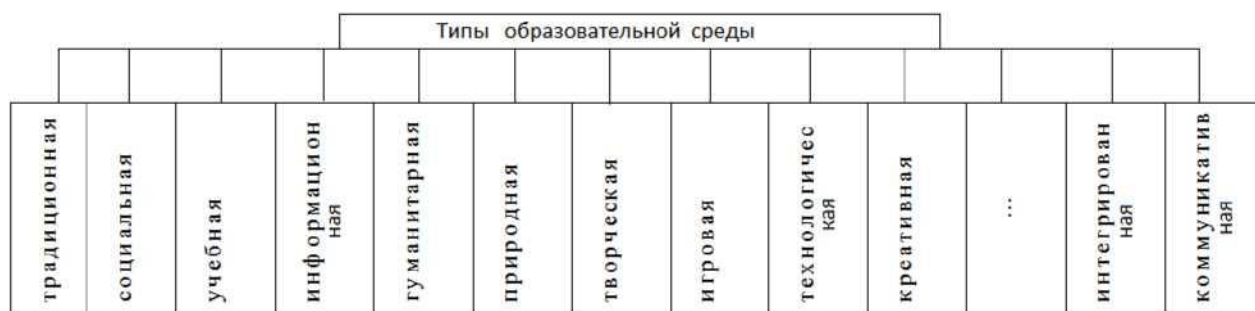 Типы образовательной среды
традиционная
социальная
учебная
информацион
ная
гуманитарная
природная
творческая
игровая
технологичес
кая
креативная
...
интегрирован
ная
коммуникатив
ная